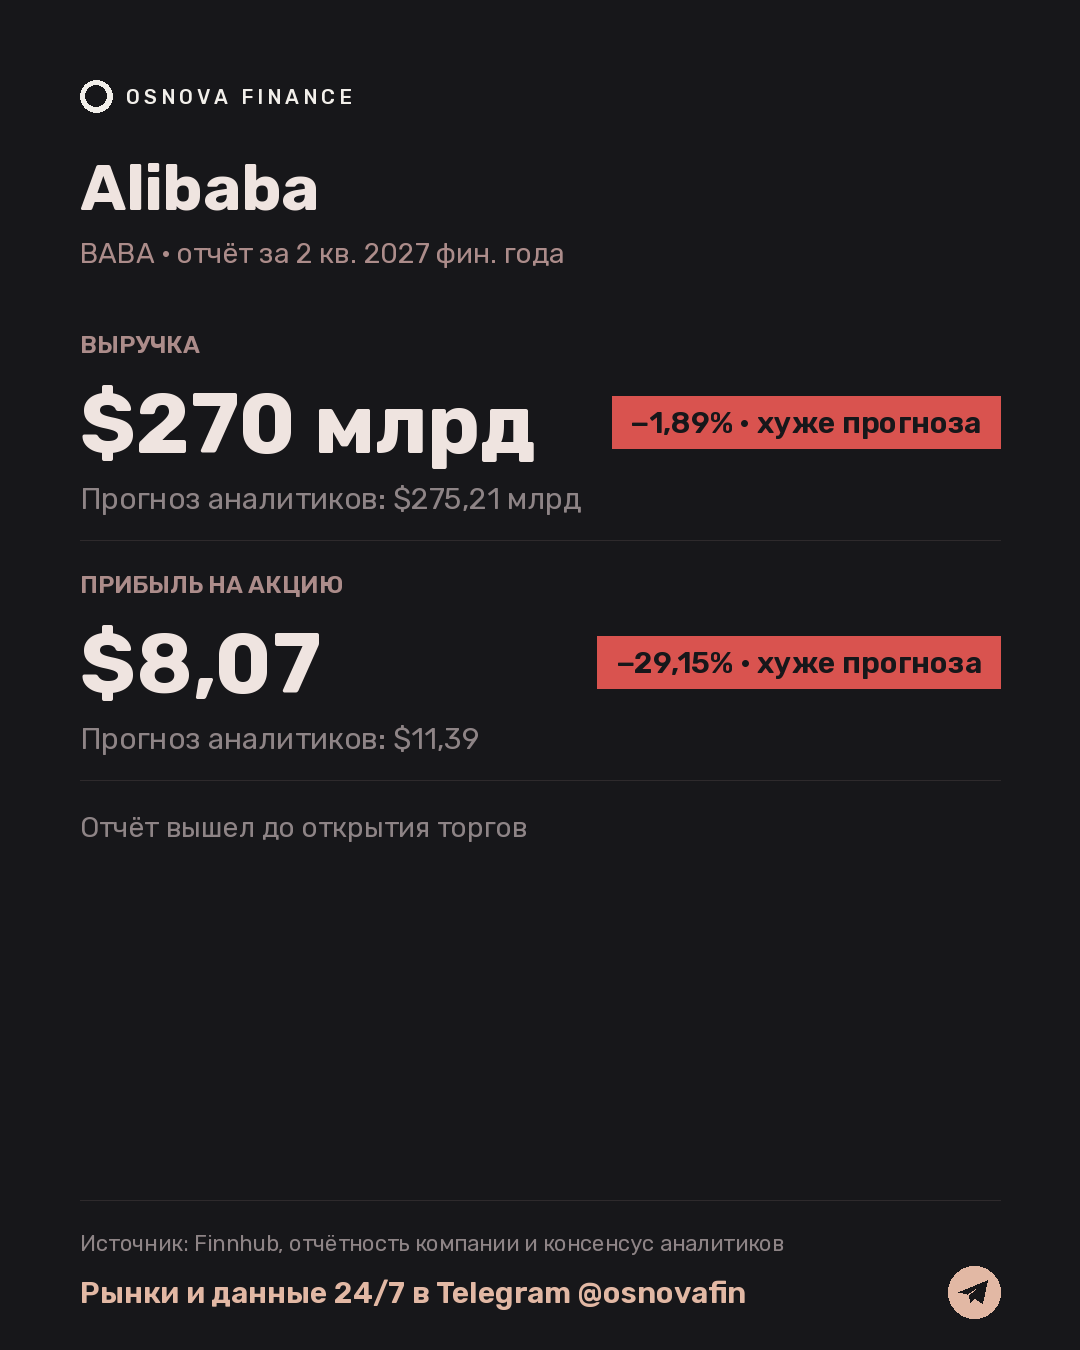 OSNOVA FINANCE
Alibaba
BABA • отчёт за 2 кв. 2027 фин. года
ВЫРУЧКА
$270 млрд
−1,89% • хуже прогноза
Прогноз аналитиков: $275,21 млрд
ПРИБЫЛЬ НА АКЦИЮ
$8,07
−29,15% • хуже прогноза
Прогноз аналитиков: $11,39
Отчёт вышел до открытия торгов
Источник: Finnhub, отчётность компании и консенсус аналитиков
Рынки и данные 24/7 в Telegram @osnovafin